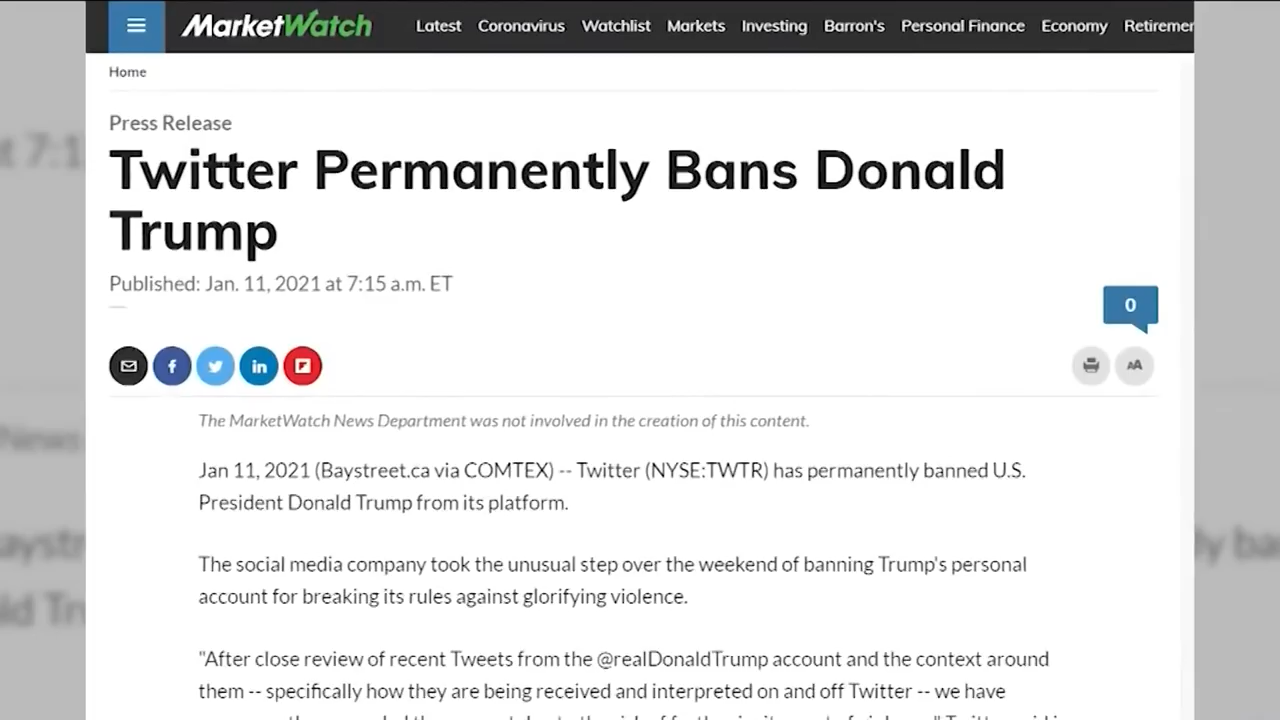 MarketWatch Latest Coronavirus Watchlist Markets Investing Barron's Personal Finance Economy
Home
Press Release
Twitter Permanently Bans Donald
Trump
Published: Jan. 11, 2021 at 7:15 a.m. ET
0
f in AA
The MarketWatch News Department was not involved in the creation of this content.
Jan 11, 2021 (Baystreet.ca via COMTEX) -- Twitter (NYSE:TWTR) has permanently banned U.S.
President Donald Trump from its platform.
The social media company took the unusual step over the weekend of banning Trump's personal
account for breaking its rules against glorifying violence.
"After close review of recent Tweets from the @realDonaldTrump account and the context around
them -- specifically how they are being received and interpreted on and off Twitter -- we have